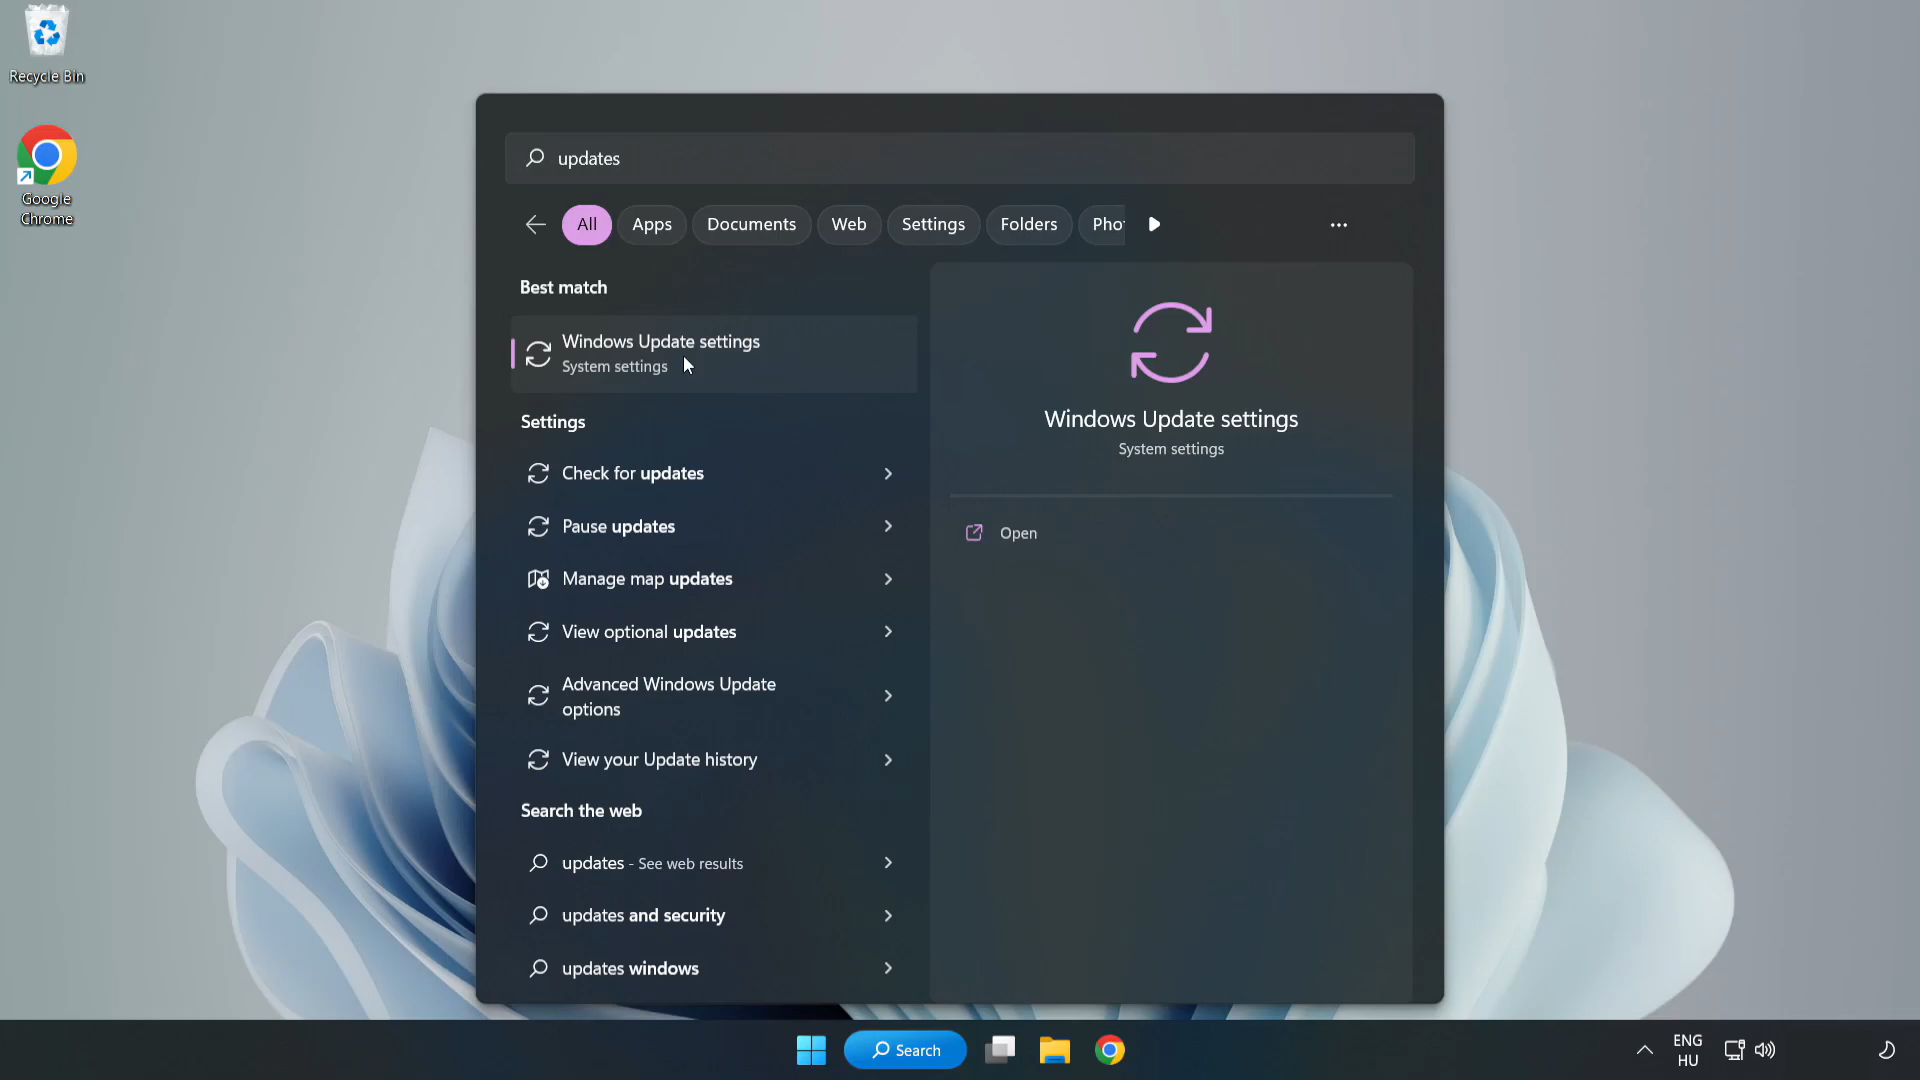 Recycle Bin
Google
Chrome
updates
All
Apps
Documents
Web
Settings
Folders
Best match
Windows Update settings
System settings
Settings
Check for updates
Pause updates
Manage map updates
View optional updates
Advanced Windows Update
options
View your Update history
Search the web
updates - See web results
updates and security
updates windows
Windows Update settings
System settings
Open
Search
ENG
HU